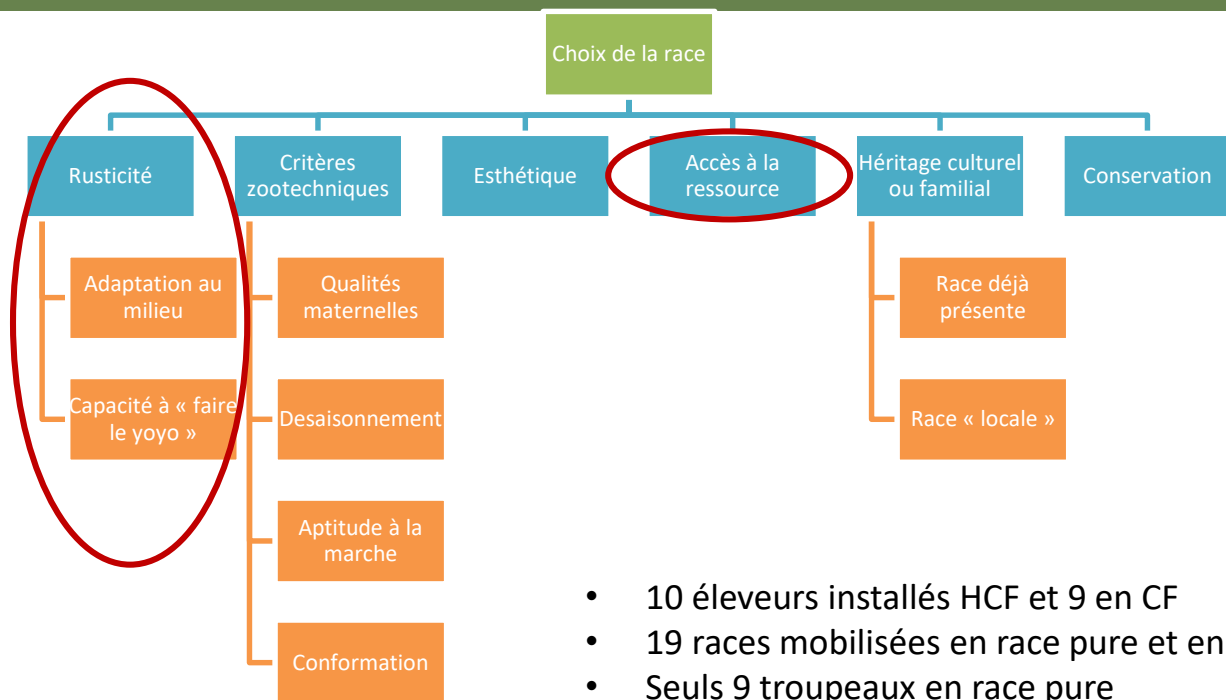 Choix de la race
Rusticité
Critères
zootechniques
Esthétique
Accès à la
ressource
Héritage culturel
ou familial
Conservation
Adaptation au
milieu
Qualités
maternelles
Race déjà
présente
Capacité à « faire
le yoyo »
Desaisonnement
Race « locale »
Aptitude à la
marche
Conformation
• 10 éleveurs installés HCF et 9 en CF
• 19 races mobilisées en race pure et en
• Seuls 9 troupeaux en race pure